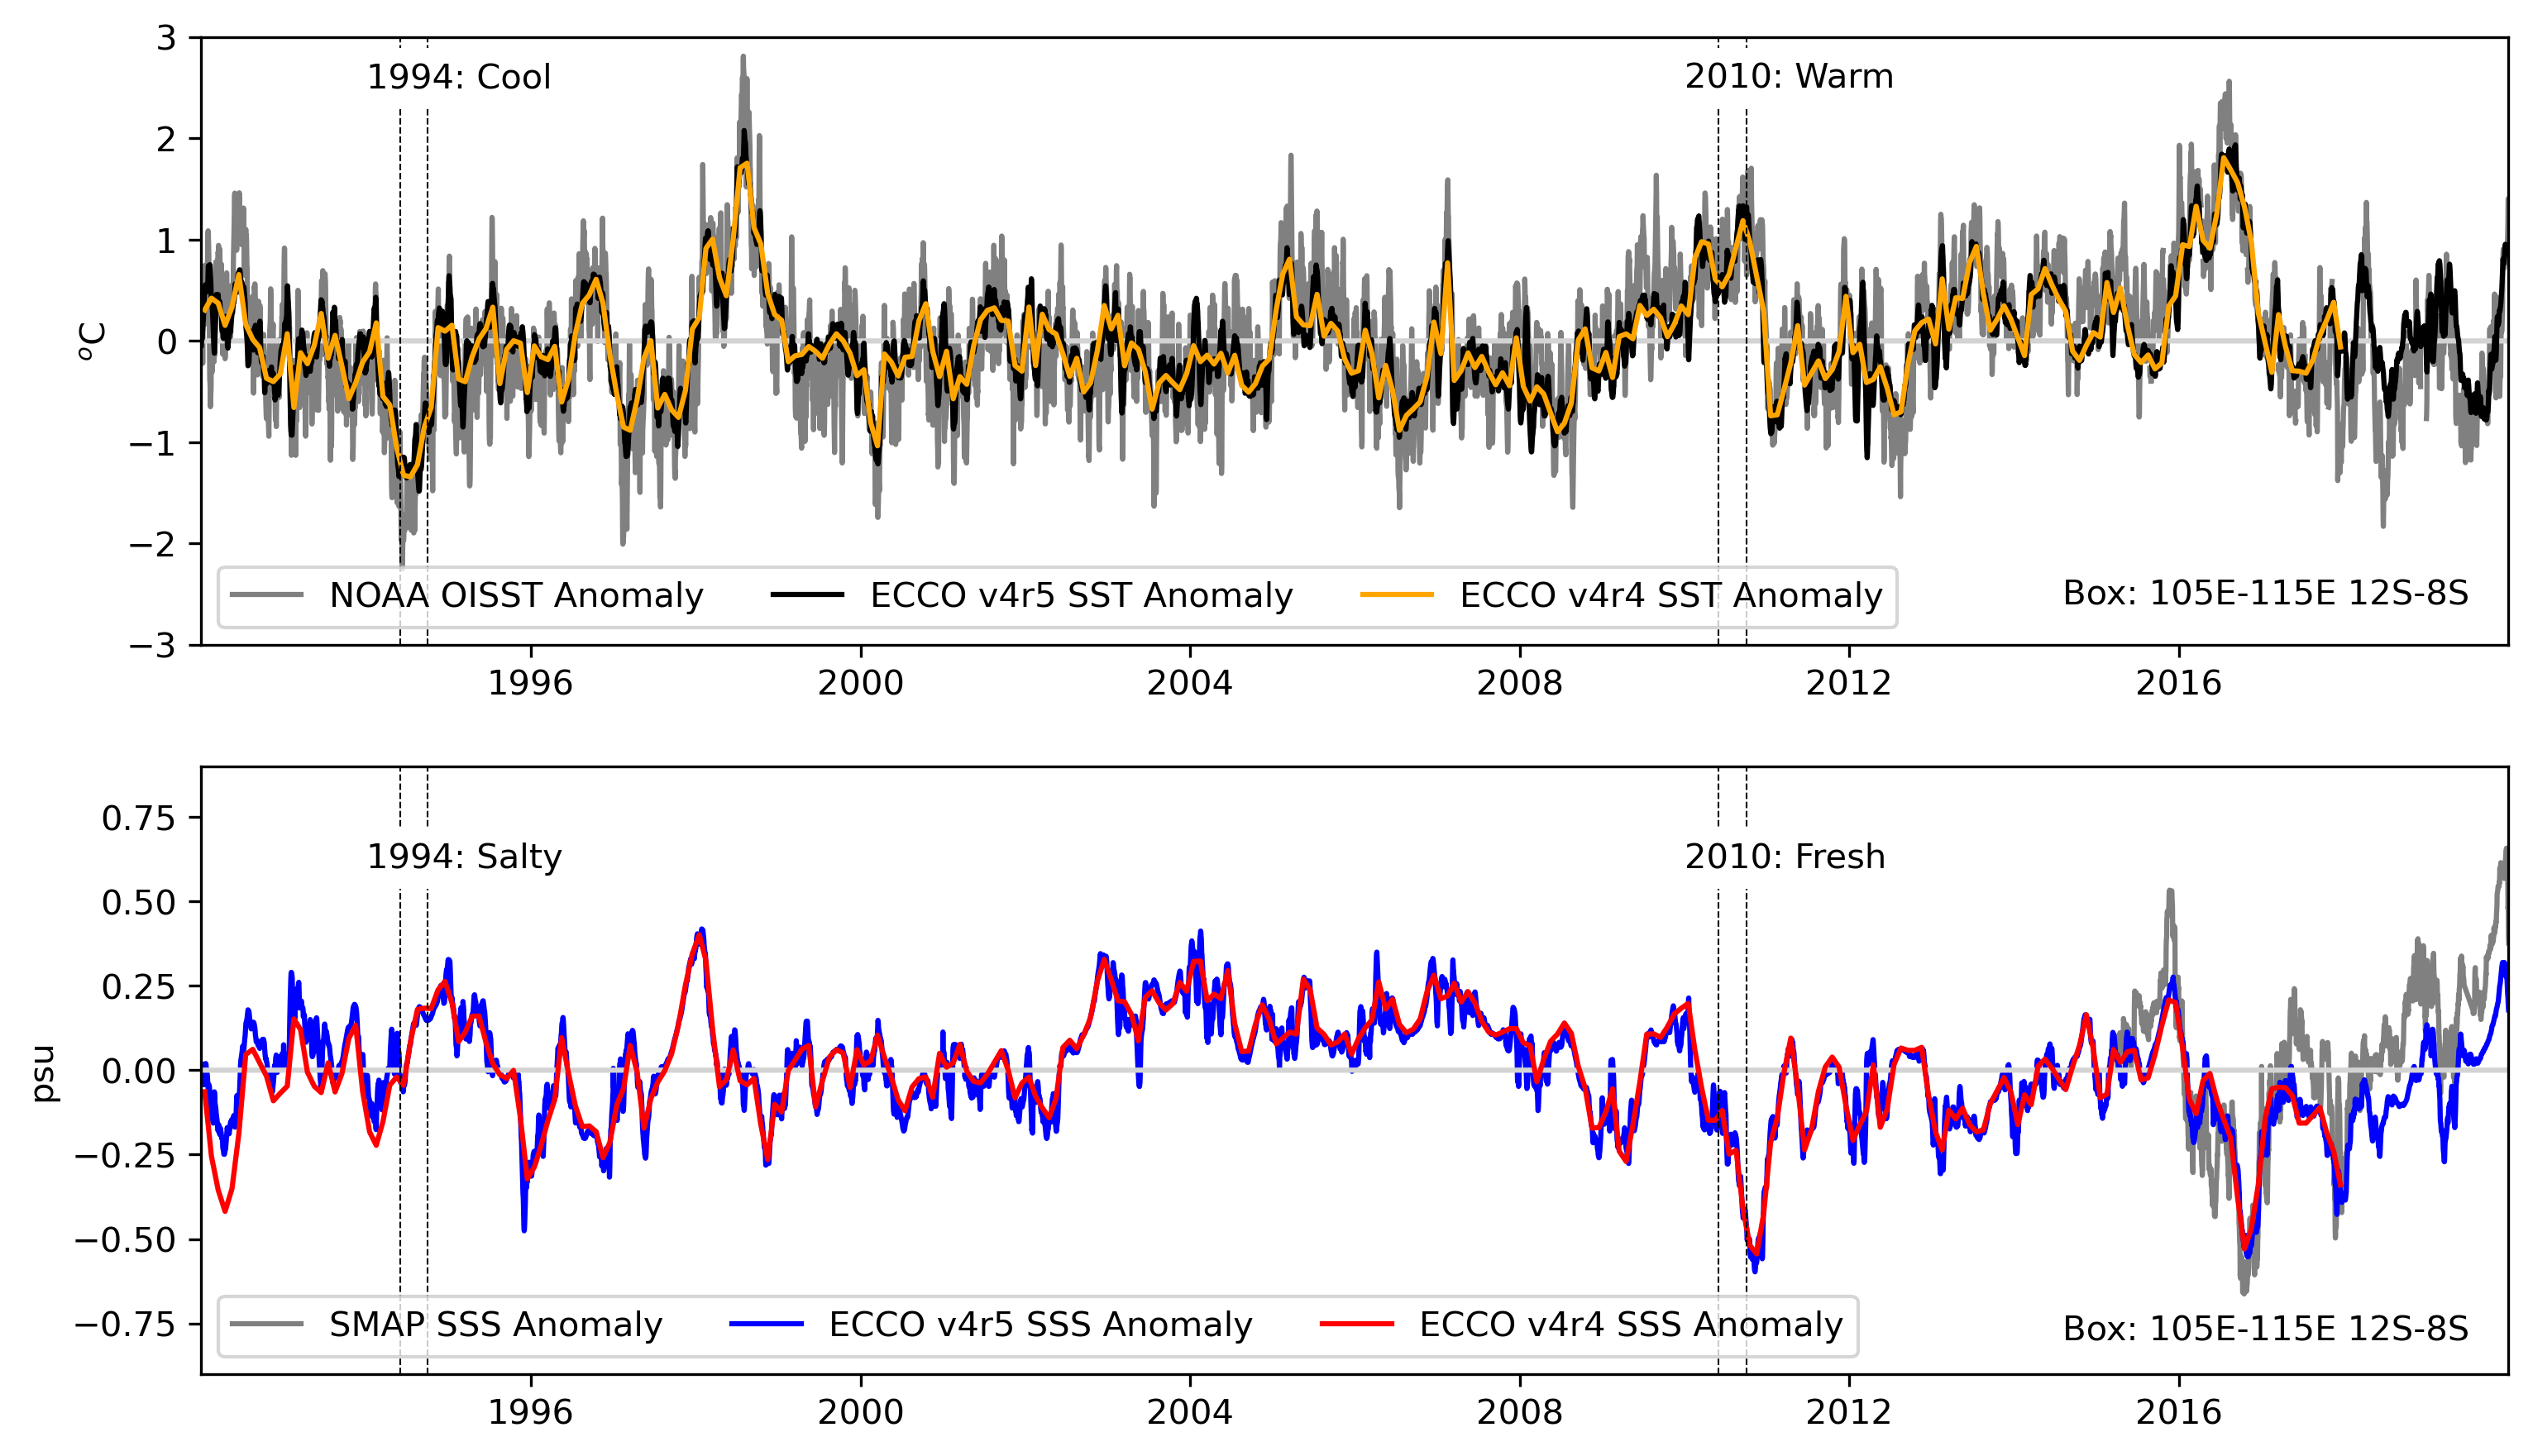 3
2
1
0
−1
−2
−3
°C
1994: Cool
2010: Warm
NOAA OISST Anomaly
ECCO v4r5 SST Anomaly
ECCO v4r4 SST Anomaly
Box: 105E-115E 12S-8S
1996
2000
2004
2008
2012
2016
0.75
0.50
0.25
0.00
−0.25
−0.50
−0.75
psu
1994: Salty
2010: Fresh
SMAP SSS Anomaly
ECCO v4r5 SSS Anomaly
ECCO v4r4 SSS Anomaly
Box: 105E-115E 12S-8S
1996
2000
2004
2008
2012
2016